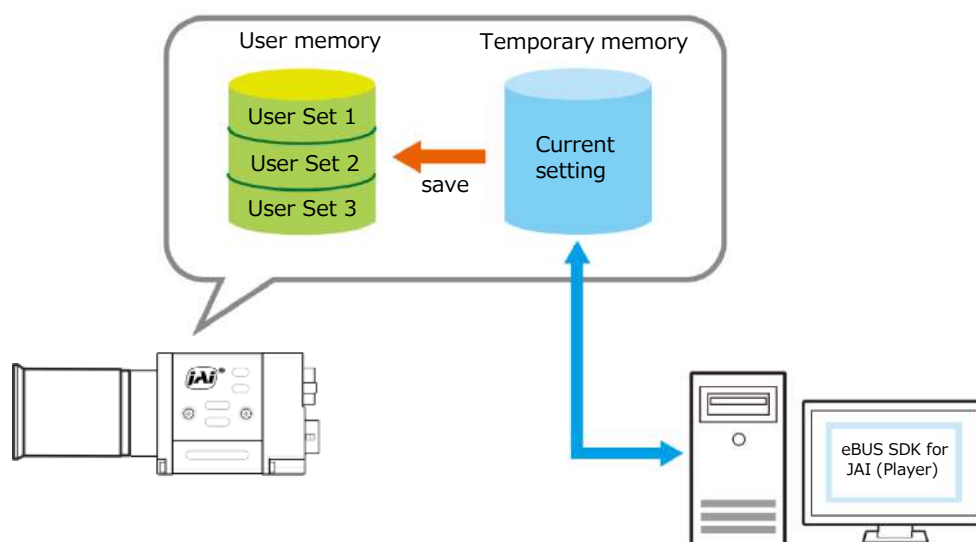 User memory
Temporary memory
User Set 1
User Set 2
User Set 3
save
Current
setting
JAI®
eBUS SDK for
JAI (Player)